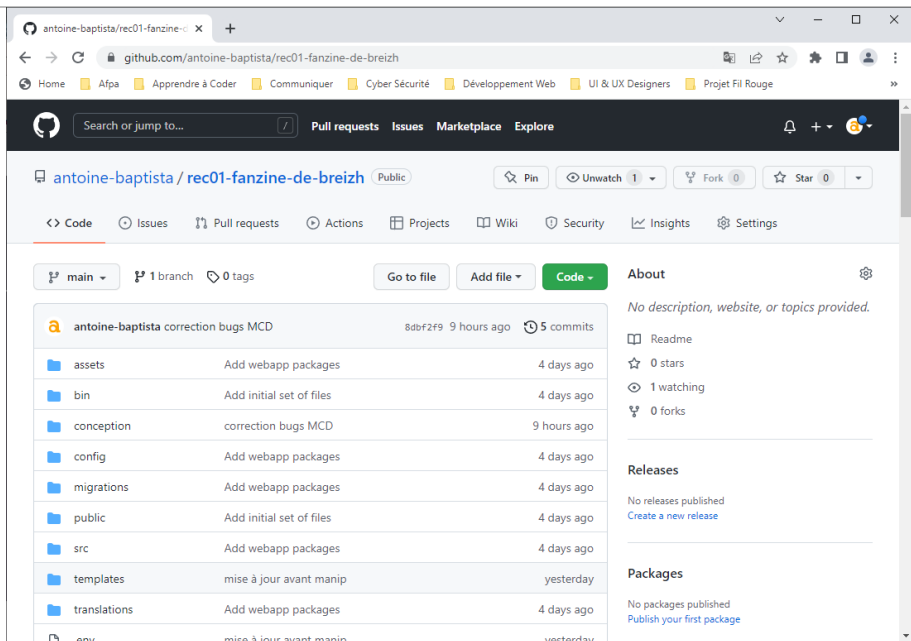 antoine-baptista/rec01-fanzine-d
github.com/antoine-baptista/rec01-fanzine-de-breizh
Home Afpa Apprendre à Coder Communiquer Cyber Sécurité Développement Web UI & UX Designers Projet Fil Rouge »
Search or jump to... / Pull requests Issues Marketplace Explore
antoine-baptista / rec01-fanzine-de-breizh Public Pin Unwatch 1 Fork 0 Star 0
<> Code Issues Pull requests Actions Projects Wiki Security Insights Settings
main 1 branch 0 tags Go to file Add file Code About
No description, website, or topics provided.
antoine-baptista correction bugs MCD 8dbf2f9 9 hours ago 5 commits
Readme
assets Add webapp packages 4 days ago
0 stars
bin Add initial set of files 4 days ago
1 watching
conception correction bugs MCD 9 hours ago
0 forks
config Add webapp packages 4 days ago
Releases
migrations Add webapp packages 4 days ago
No releases published
public Add initial set of files 4 days ago
Create a new release
src Add webapp packages 4 days ago
templates mise à jour avant manip yesterday
Packages
translations Add webapp packages 4 days ago
No packages published
Publish your first package
.env mise à jour avant manip yesterday